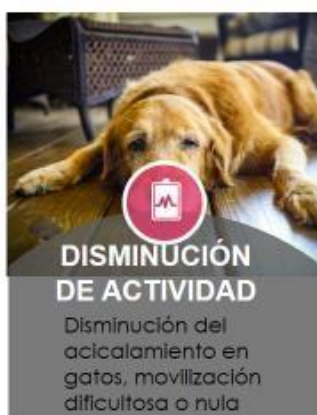 DISMINUCIÓN
DE ACTIVIDAD
Disminución del
acicalamiento en
gatos, movilización
dificultosa o nula